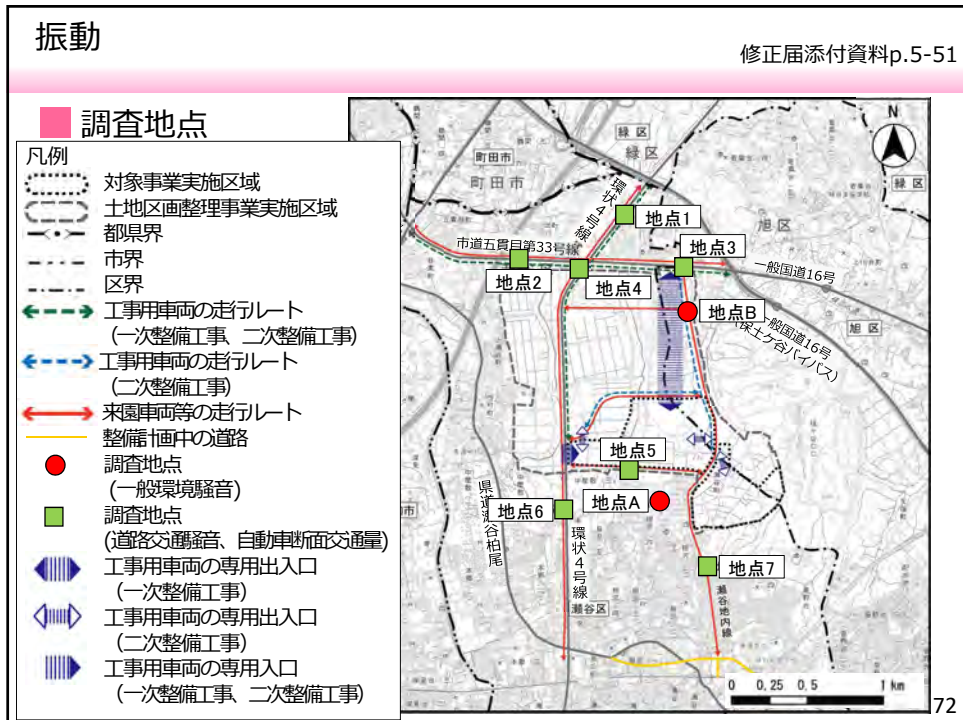 振動
修正届添付資料p.5-51
調査地点
凡例
対象事業実施区域
土地区画整理事業実施区域
都県界
市界
区界
工事用車両の走行ルート
(一次整備工事、二次整備工事)
工事用車両の走行ルート
(二次整備工事)
来園車両等の走行ルート
整備計画中の道路
調査地点
(一般環境騒音)
調査地点
(道路交通騒音、自動車断面交通量)
工事用車両の専用出入口
(一次整備工事)
工事用車両の専用出入口
(二次整備工事)
工事用車両の専用入口
(一次整備工事、二次整備工事)
N
緑区
緑区
町田市
町田市
緑区
環状4号線
地点1
旭区
市道五貫目第33号線
地点3
一般国道16号
地点2
地点4
地点B
旭区
一般国道16号
(保土ケ谷バイパス)
地点5
地点A
地点6
県道瀬谷柏尾
環状4号線
地点7
瀬谷区
瀬谷地内線
0 0.25 0.5 1 km
72